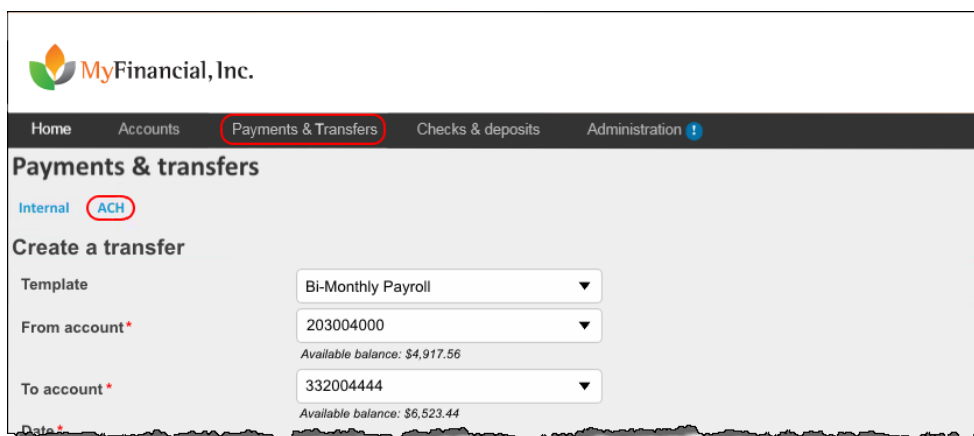 MyFinancial, Inc.
Home Accounts Payments & Transfers Checks & deposits Administration !
Payments & transfers
Internal ACH
Create a transfer
Template Bi-Monthly Payroll
From account* 203004000
Available balance: $4,917.56
To account* 332004444
Available balance: $6,523.44
Date*